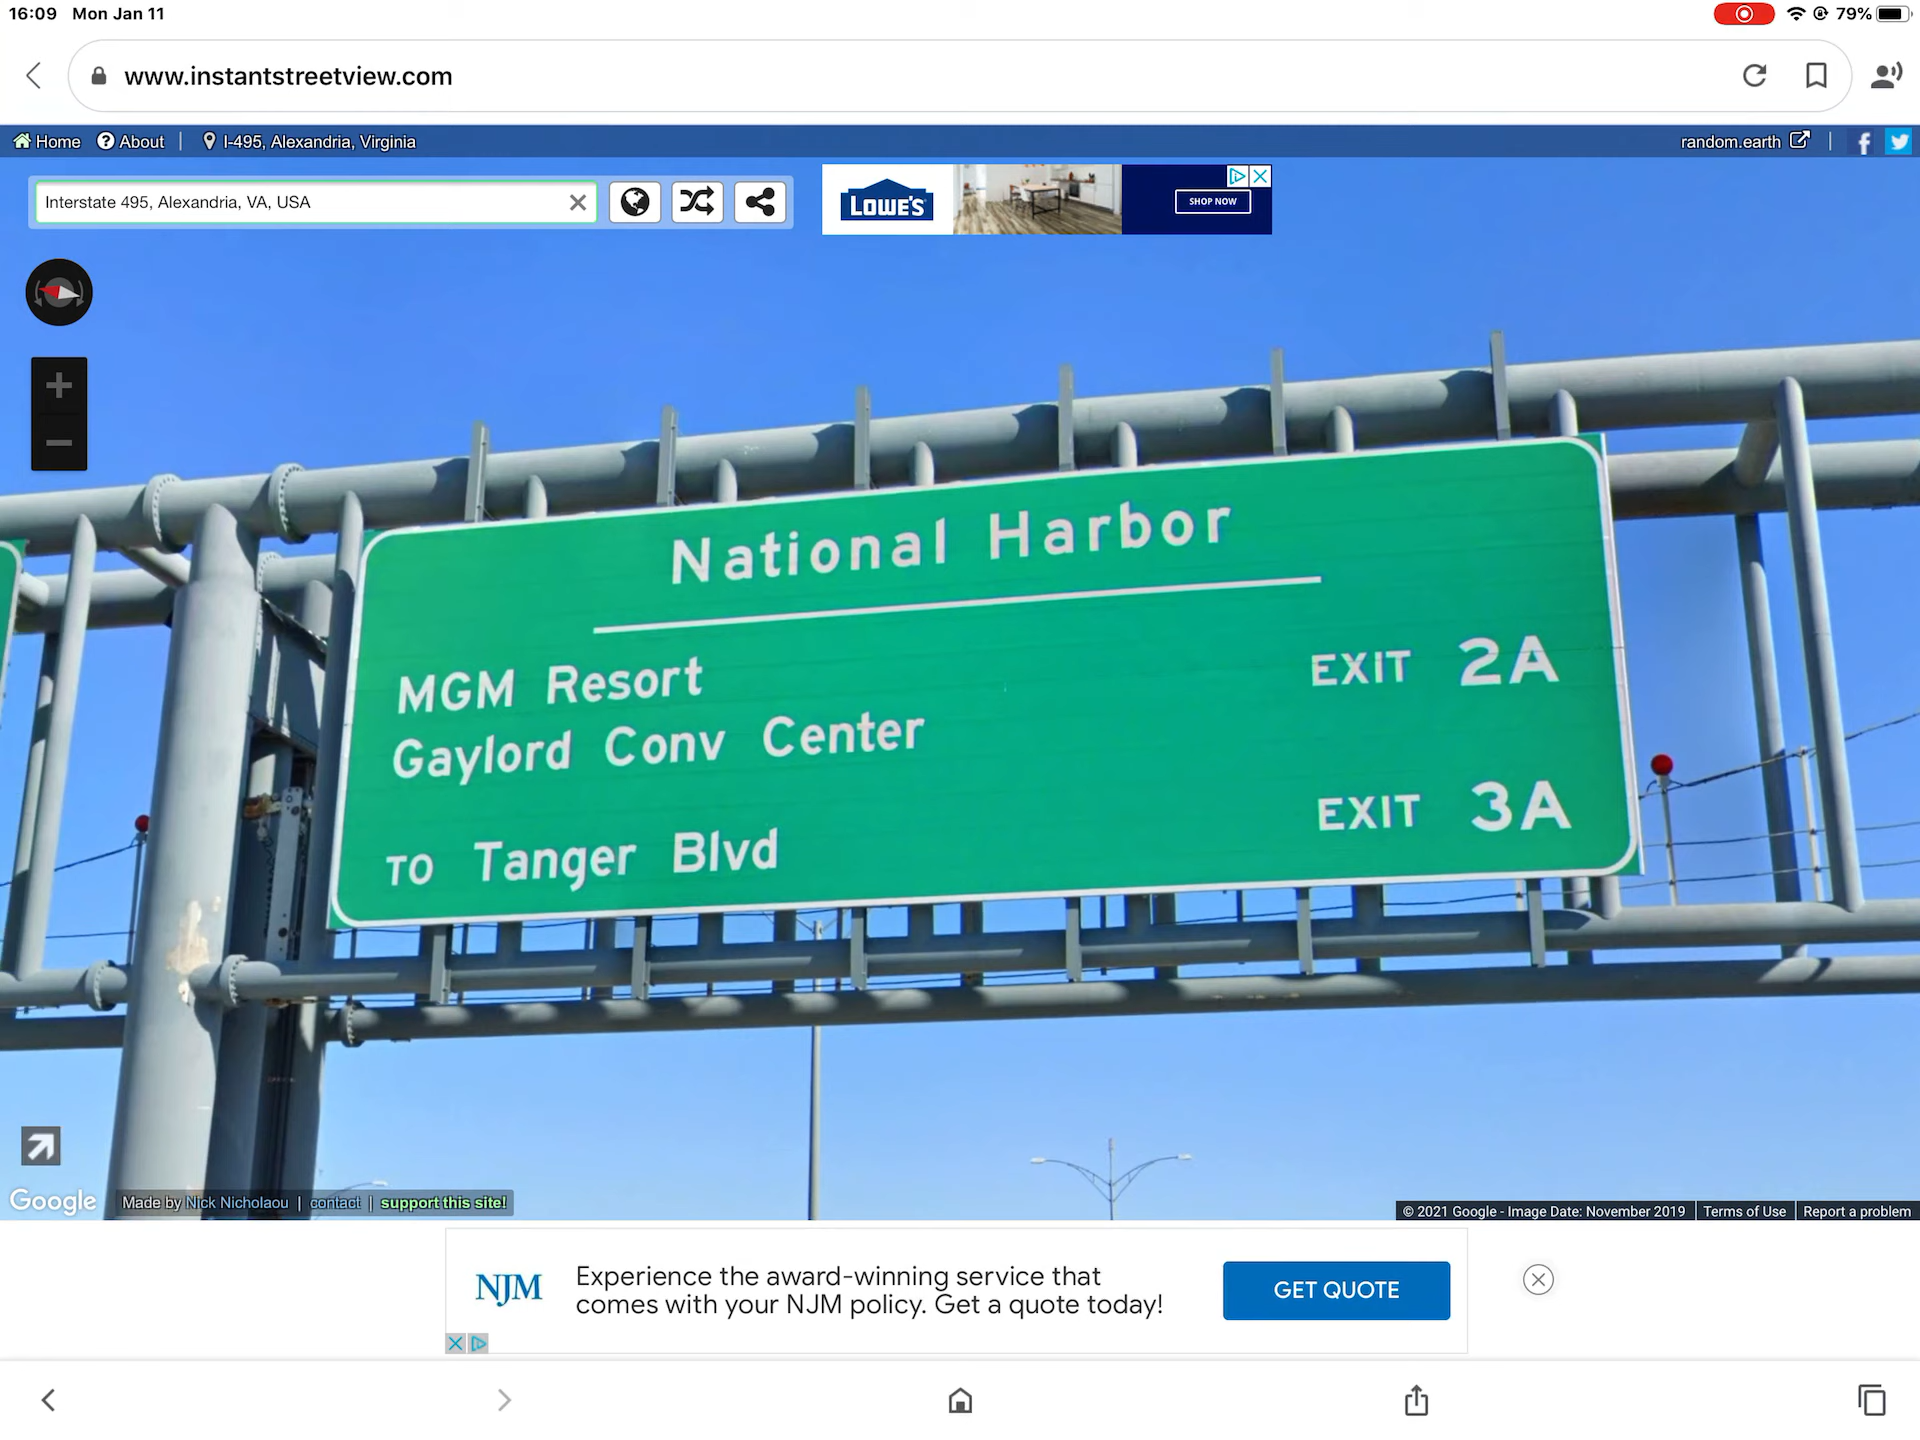 16:09 Mon Jan 11
79%
www.instantstreetview.com
Home About | I-495, Alexandria, Virginia
random.earth |
Interstate 495, Alexandria, VA, USA
LOWE'S
SHOP NOW
National Harbor
MGM Resort
EXIT 2A
Gaylord Conv Center
EXIT 3A
TO Tanger Blvd
Google
Made by Nick Nicholaou | contact | support this site!
© 2021 Google - Image Date: November 2019 Terms of Use Report a problem
NJM
Experience the award-winning service that
comes with your NJM policy. Get a quote today!
GET QUOTE